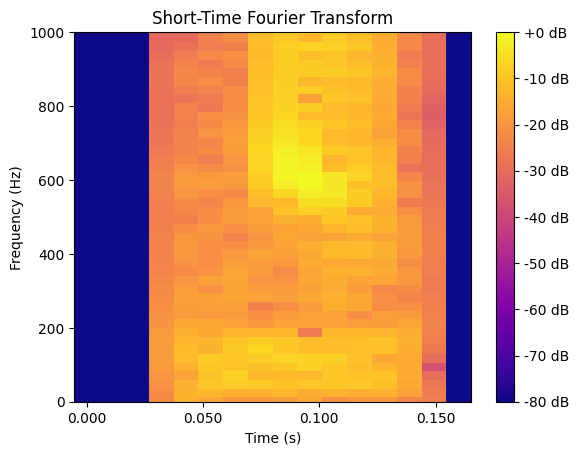 Short-Time Fourier Transform
1000
800
600
400
200
0
Frequency (Hz)
0.000
0.050
0.100
0.150
Time (s)
+0 dB
-10 dB
-20 dB
-30 dB
-40 dB
-50 dB
-60 dB
-70 dB
-80 dB